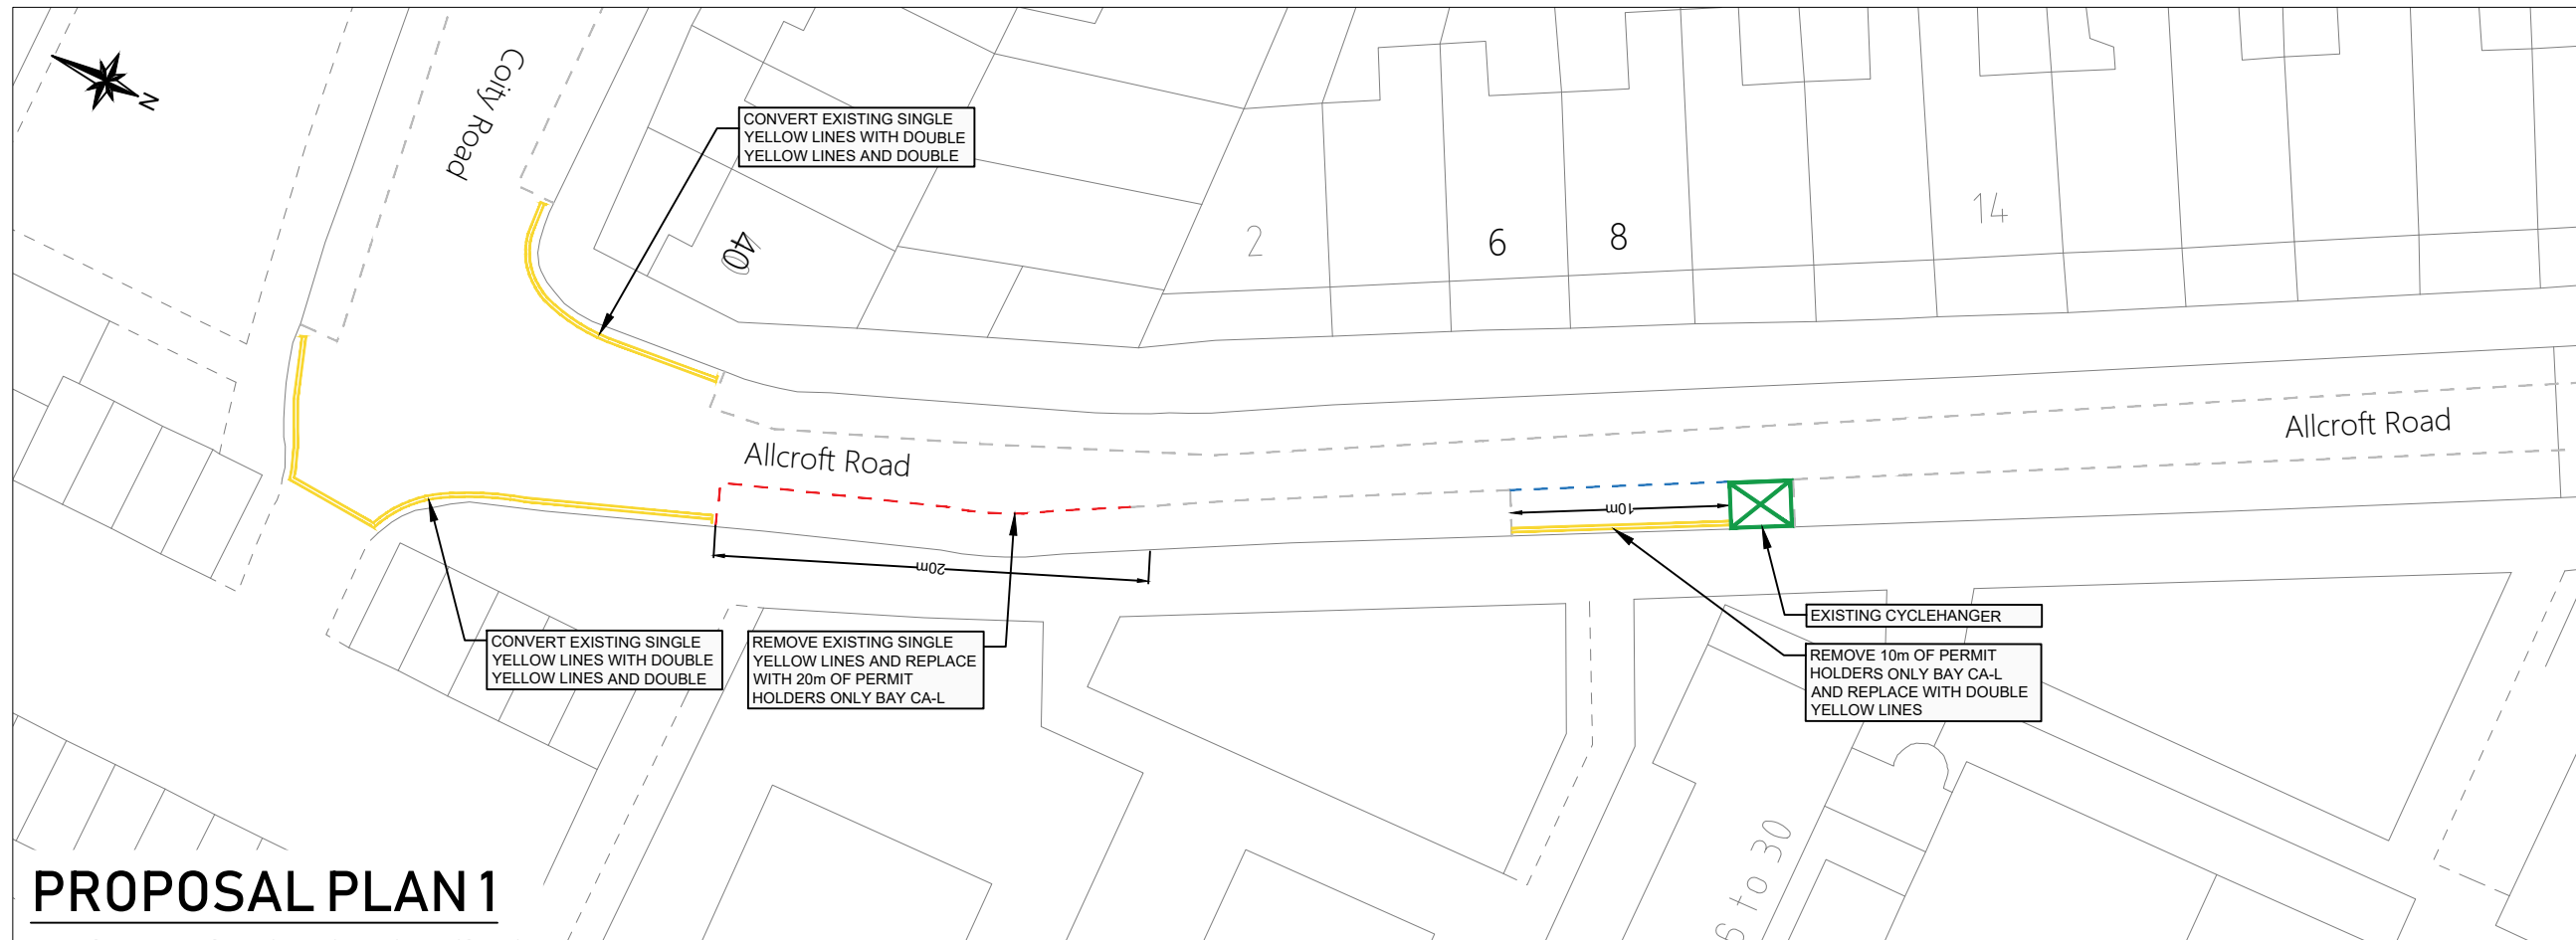 N
Coity Road
CONVERT EXISTING SINGLE
YELLOW LINES WITH DOUBLE
YELLOW LINES AND DOUBLE
40
2
6
8
14
Allcroft Road
Allcroft Road
10m
20m
CONVERT EXISTING SINGLE
YELLOW LINES WITH DOUBLE
YELLOW LINES AND DOUBLE
REMOVE EXISTING SINGLE
YELLOW LINES AND REPLACE
WITH 20m OF PERMIT
HOLDERS ONLY BAY CA-L
EXISTING CYCLEHANGER
REMOVE 10m OF PERMIT
HOLDERS ONLY BAY CA-L
AND REPLACE WITH DOUBLE
YELLOW LINES
6 to 30
PROPOSAL PLAN 1